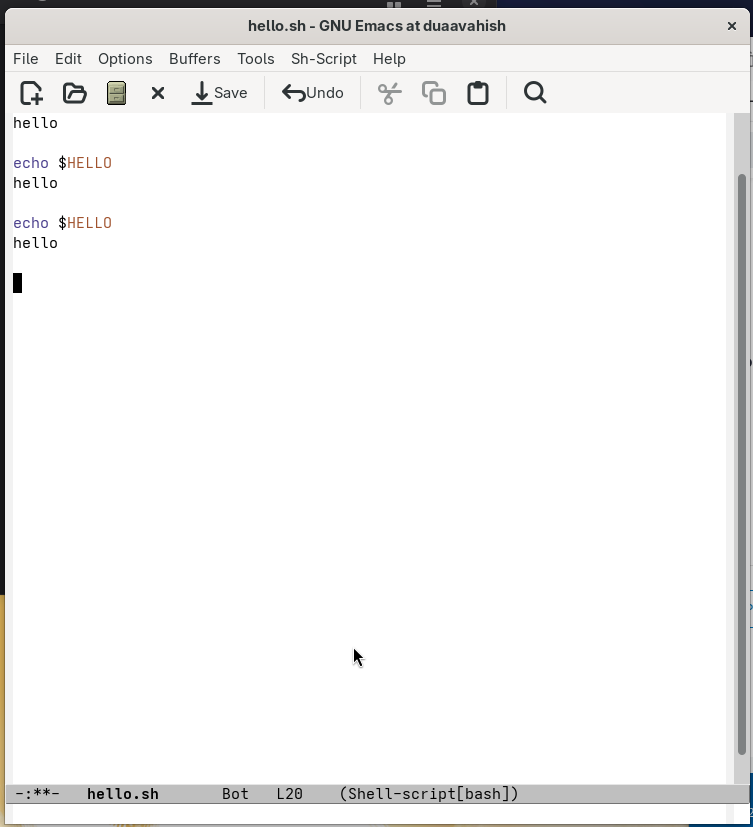 hello.sh - GNU Emacs at duaavahish
File Edit Options Buffers Tools Sh-Script Help
Save Undo
hello
echo $HELLO
hello
echo $HELLO
hello
-:**- hello.sh Bot L20 (Shell-script[bash])